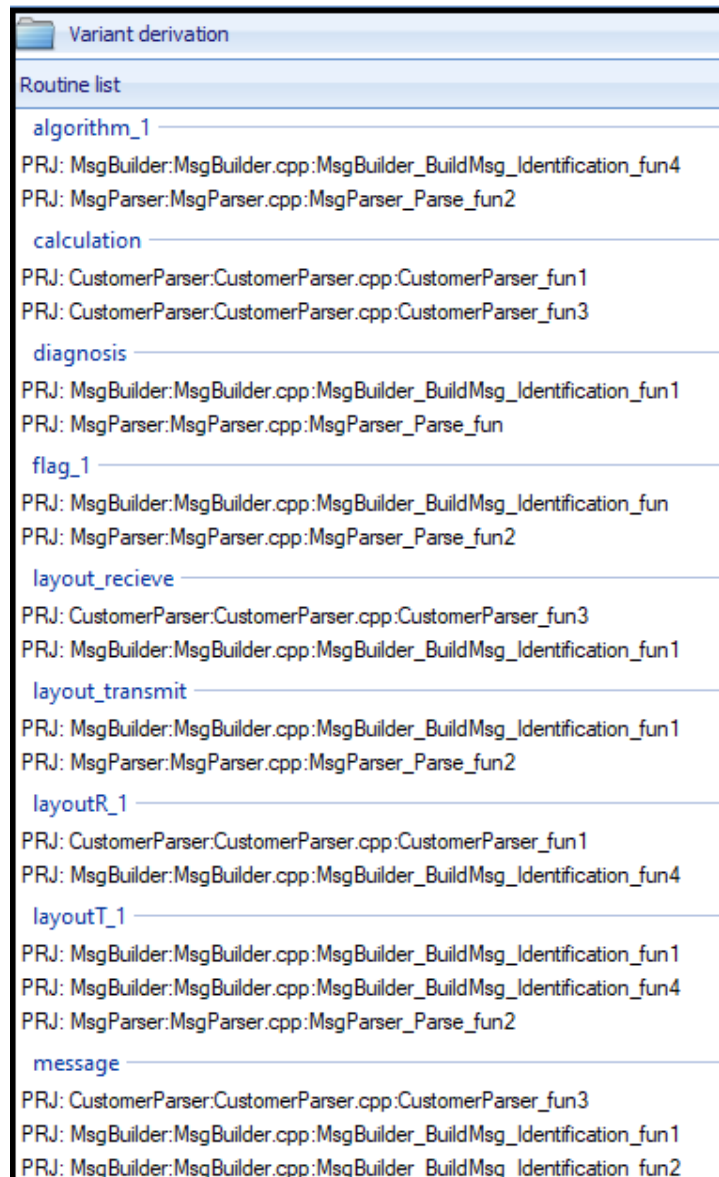 Variant derivation
Routine list
algorithm_1
PRJ: MsgBuilder:MsgBuilder.cpp:MsgBuilder_BuildMsg_Identification_fun4
PRJ: MsgParser:MsgParser.cpp:MsgParser_Parse_fun2
calculation
PRJ: CustomerParser:CustomerParser.cpp:CustomerParser_fun1
PRJ: CustomerParser:CustomerParser.cpp:CustomerParser_fun3
diagnosis
PRJ: MsgBuilder:MsgBuilder.cpp:MsgBuilder_BuildMsg_Identification_fun1
PRJ: MsgParser:MsgParser.cpp:MsgParser_Parse_fun
flag_1
PRJ: MsgBuilder:MsgBuilder.cpp:MsgBuilder_BuildMsg_Identification_fun
PRJ: MsgParser:MsgParser.cpp:MsgParser_Parse_fun2
layout_recieve
PRJ: CustomerParser:CustomerParser.cpp:CustomerParser_fun3
PRJ: MsgBuilder:MsgBuilder.cpp:MsgBuilder_BuildMsg_Identification_fun1
layout_transmit
PRJ: MsgBuilder:MsgBuilder.cpp:MsgBuilder_BuildMsg_Identification_fun1
PRJ: MsgParser:MsgParser.cpp:MsgParser_Parse_fun2
layoutR_1
PRJ: CustomerParser:CustomerParser.cpp:CustomerParser_fun1
PRJ: MsgBuilder:MsgBuilder.cpp:MsgBuilder_BuildMsg_Identification_fun4
layoutT_1
PRJ: MsgBuilder:MsgBuilder.cpp:MsgBuilder_BuildMsg_Identification_fun1
PRJ: MsgBuilder:MsgBuilder.cpp:MsgBuilder_BuildMsg_Identification_fun4
PRJ: MsgParser:MsgParser.cpp:MsgParser_Parse_fun2
message
PRJ: CustomerParser:CustomerParser.cpp:CustomerParser_fun3
PRJ: MsgBuilder:MsgBuilder.cpp:MsgBuilder_BuildMsg_Identification_fun1
PRJ: MsgBuilder:MsgBuilder.cpp:MsgBuilder_BuildMsg_Identification_fun2